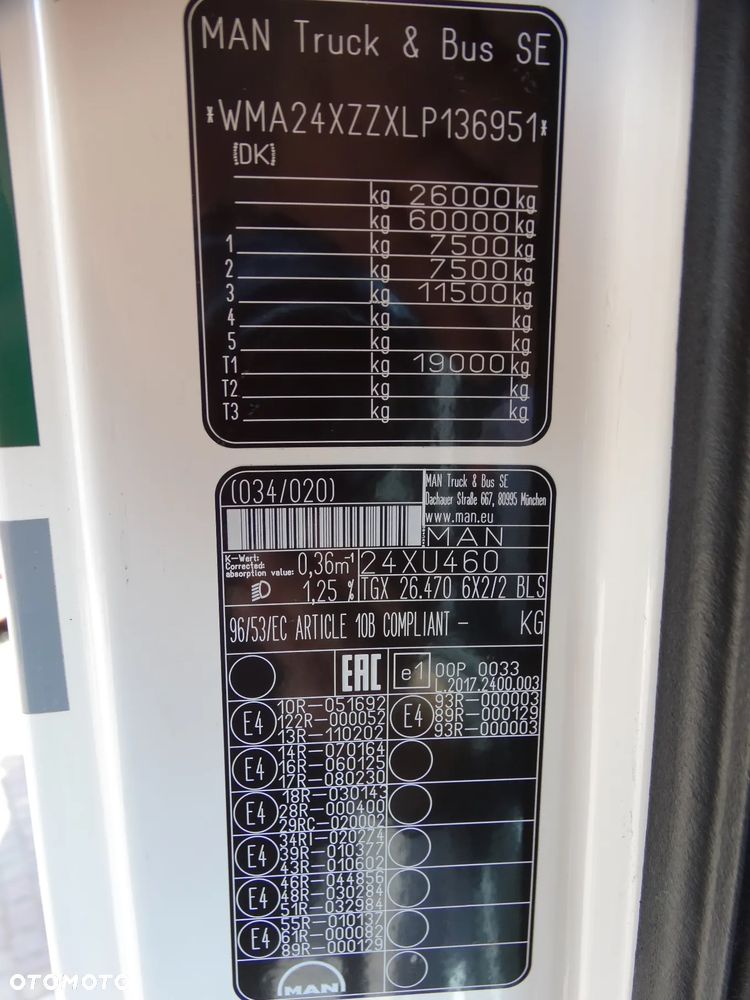 MAN Truck & Bus SE
*WMA24XZZXLP136951*
(DK)
kg 26000 kg
kg 60000 kg
1 kg 7500 kg
2 kg 7500 kg
3 kg 11500 kg
4 kg kg
5 kg kg
T1 kg 19000 kg
T2 kg kg
T3 kg kg
(034/020)
MAN Truck & Bus SE
Dachauer Straße 667, 80995 München
www.man.eu
MAN
K-Wert:
Corrected
absorption value: 0,36m⁻¹
24XU460
1,25 %
TGX 26.470 6X2/2 BLS
96/53/EC ARTICLE 10B COMPLIANT – KG
EAC e1 00P 0033
L.2017.2400.003
E4 10R–051692
122R–000052
13R–110202
E4 93R–000003
89R–000129
93R–000003
E4 14R–070164
16R–060125
17R–080230
E4 18R–030143
28R–000400
29RC–020002
E4 34RI–020274
39R–010377
43R–010602
E4 46R–044856
48R–030284
51R–032984
E4 55R–010137
61R–000082
89R–000129
MAN
OTOMOTO